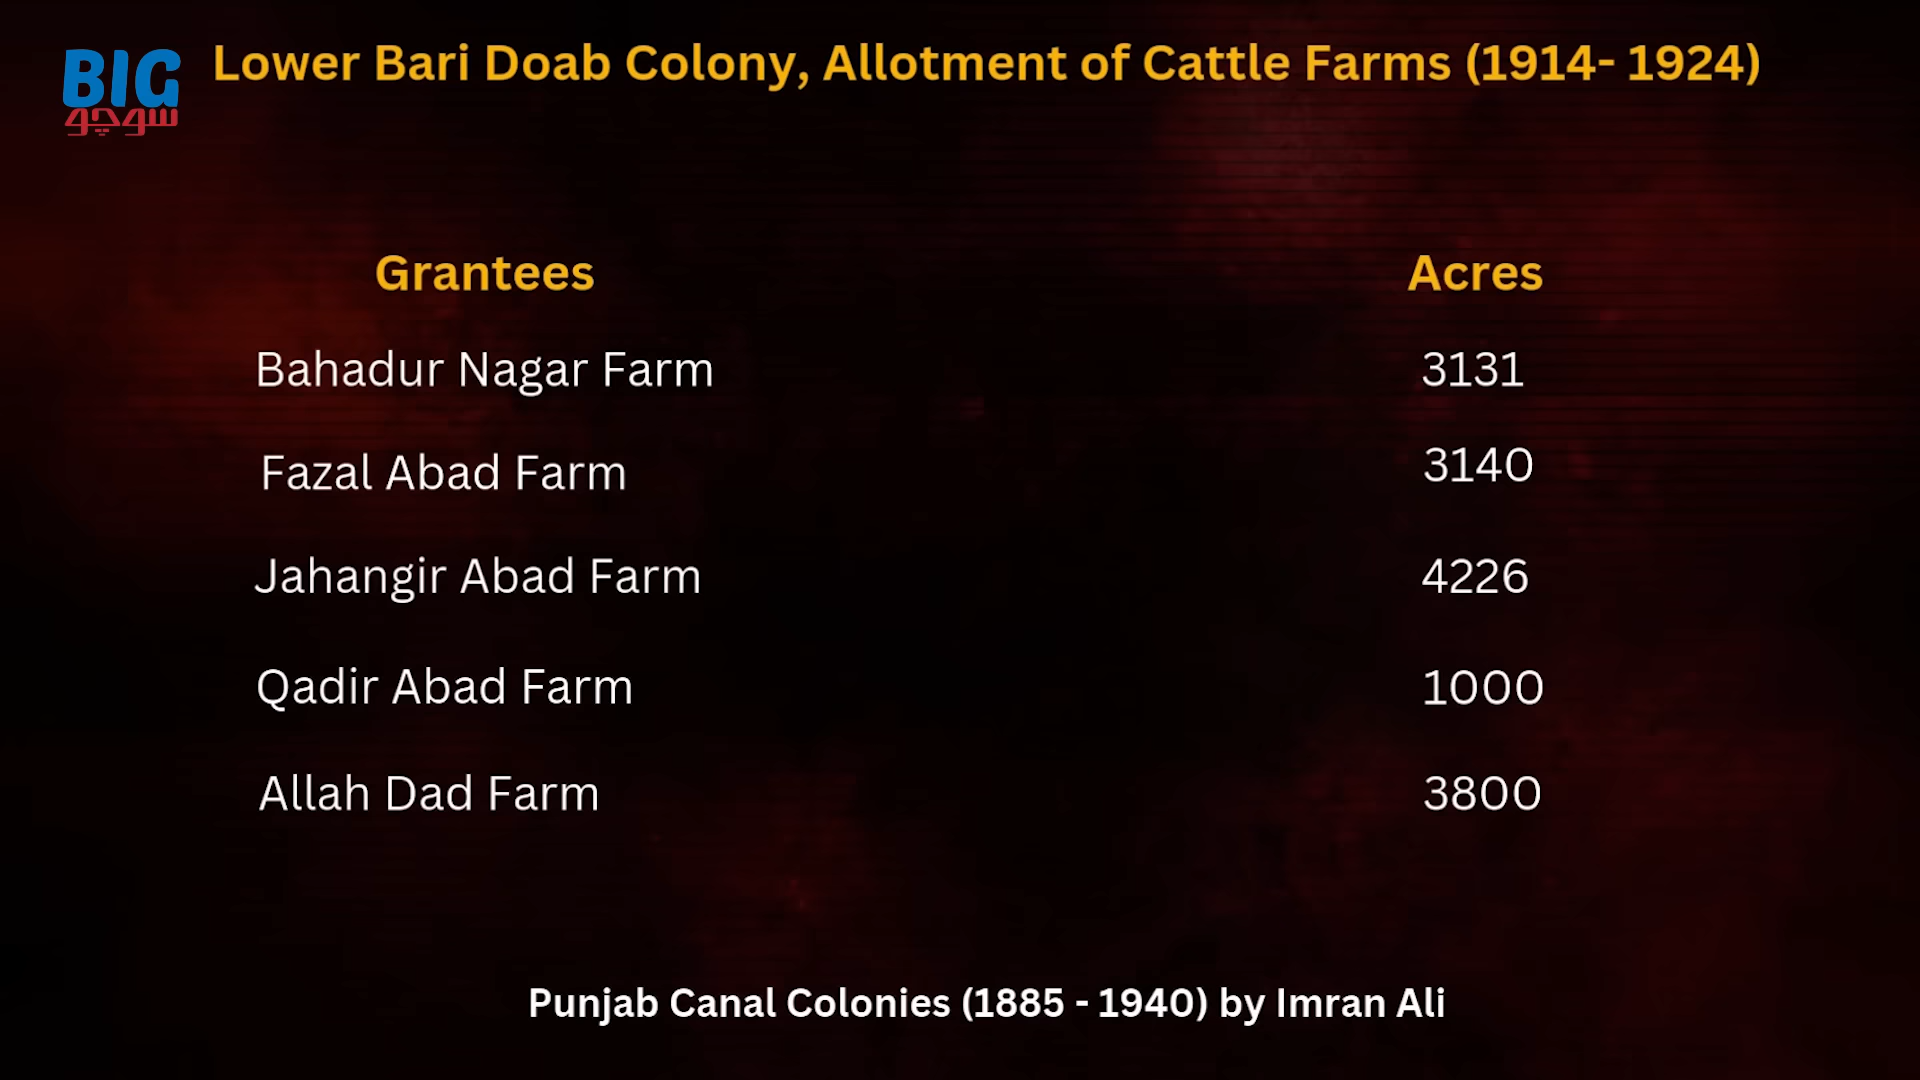 BIG
سوچو
Lower Bari Doab Colony, Allotment of Cattle Farms (1914- 1924)
Grantees Acres
Bahadur Nagar Farm 3131
Fazal Abad Farm 3140
Jahangir Abad Farm 4226
Qadir Abad Farm 1000
Allah Dad Farm 3800
Punjab Canal Colonies (1885 - 1940) by Imran Ali